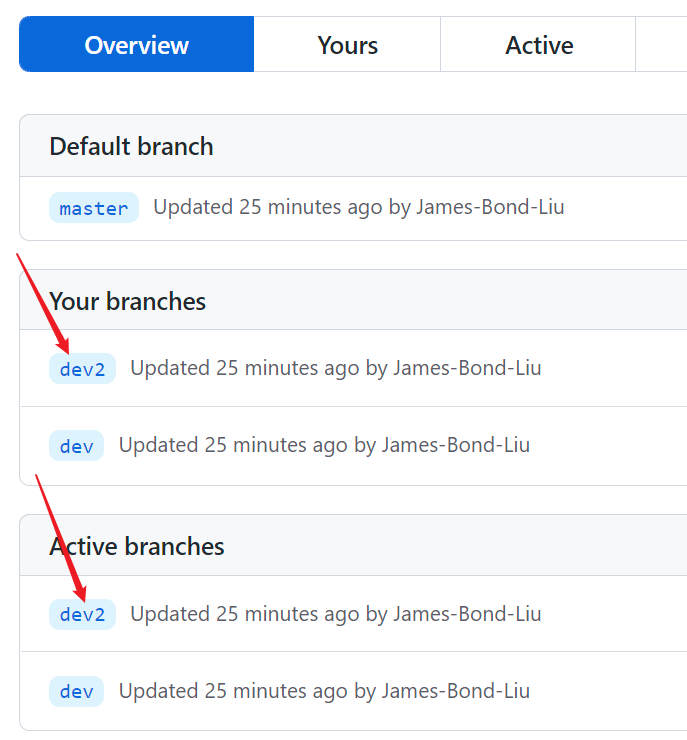 Overview Yours Active
Default branch
master Updated 25 minutes ago by James-Bond-Liu
Your branches
dev2 Updated 25 minutes ago by James-Bond-Liu
dev Updated 25 minutes ago by James-Bond-Liu
Active branches
dev2 Updated 25 minutes ago by James-Bond-Liu
dev Updated 25 minutes ago by James-Bond-Liu